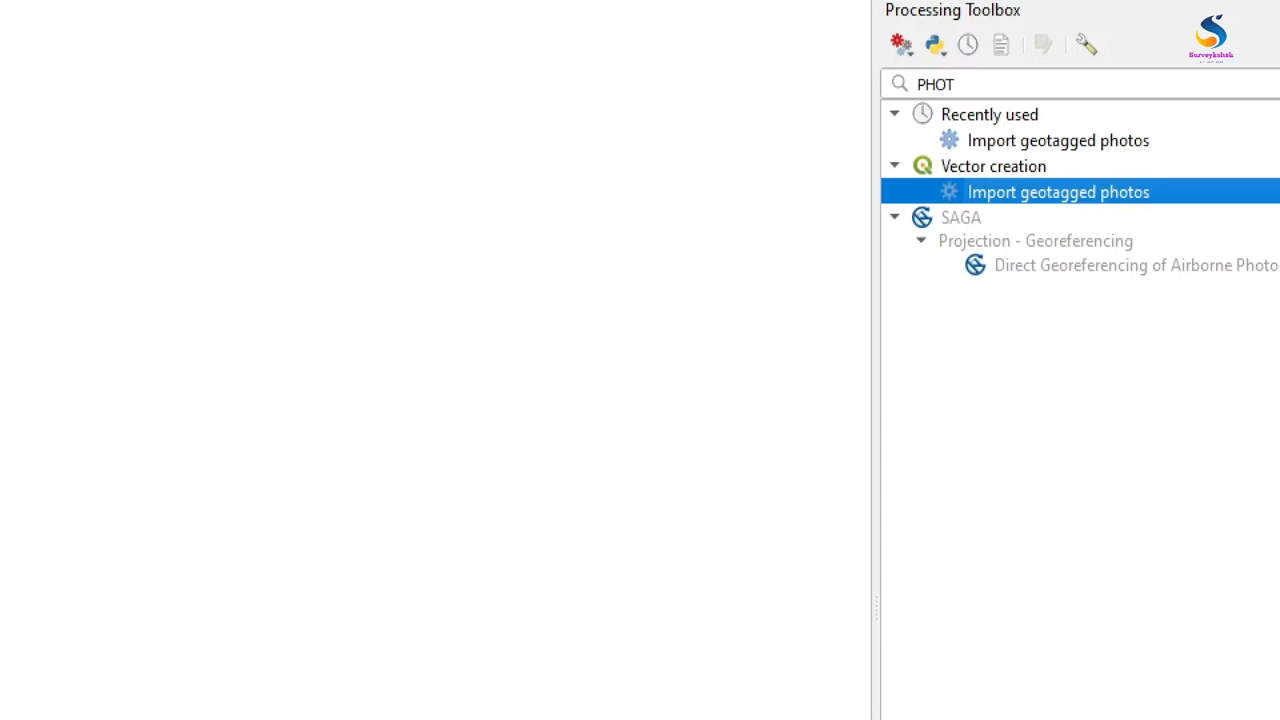 Processing Toolbox
Surveykshak
PHOT
Recently used
Import geotagged photos
Vector creation
Import geotagged photos
SAGA
Projection - Georeferencing
Direct Georeferencing of Airborne Photo